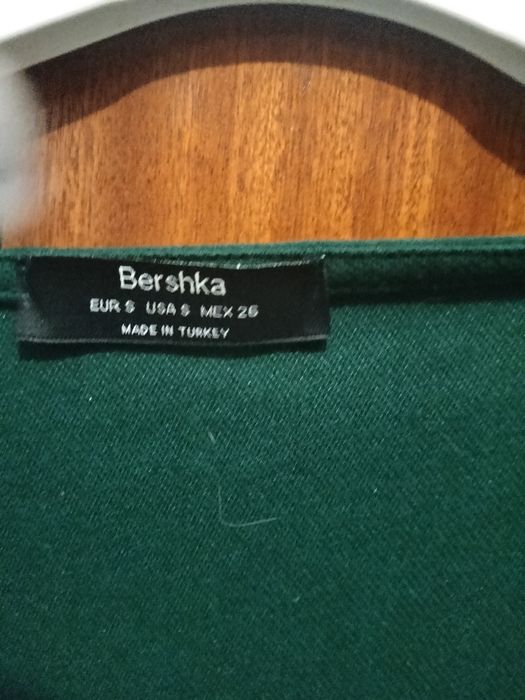 Bershka
EUR S USA S MEX 26
MADE IN TURKEY